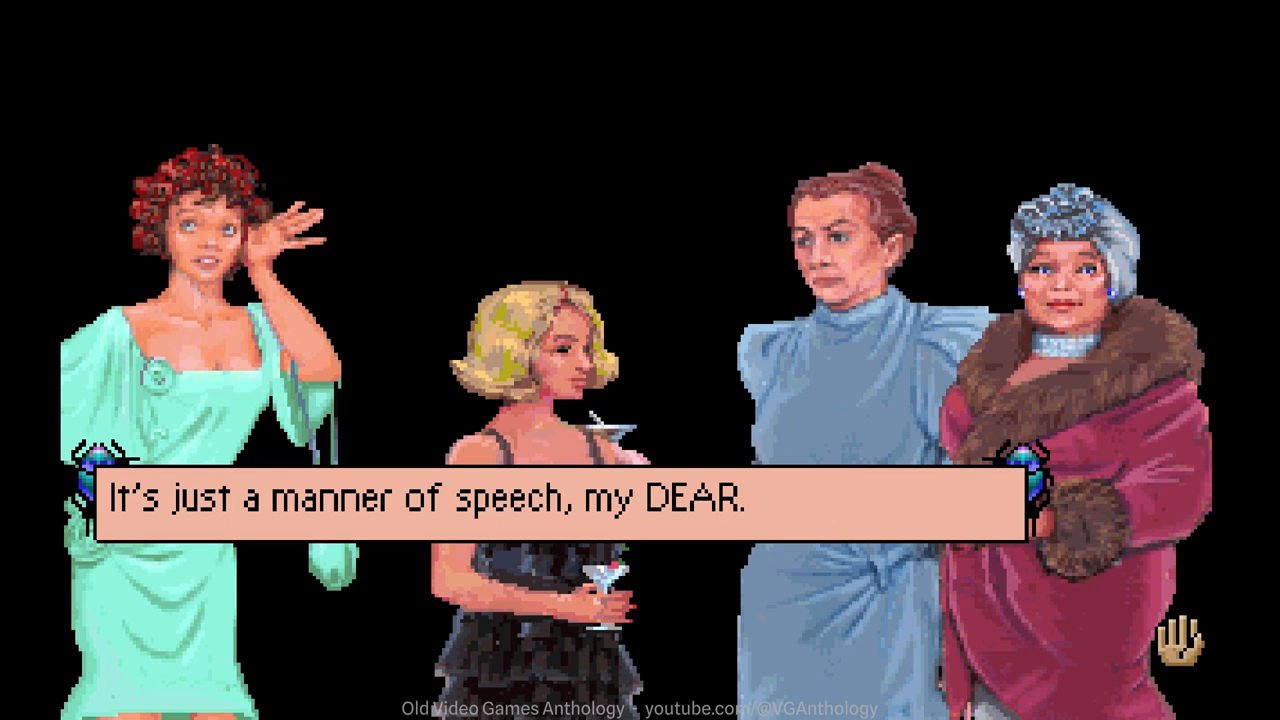 It's just a manner of speech, my DEAR.
Old Video Games Anthology - youtube.com/@VGAnthology